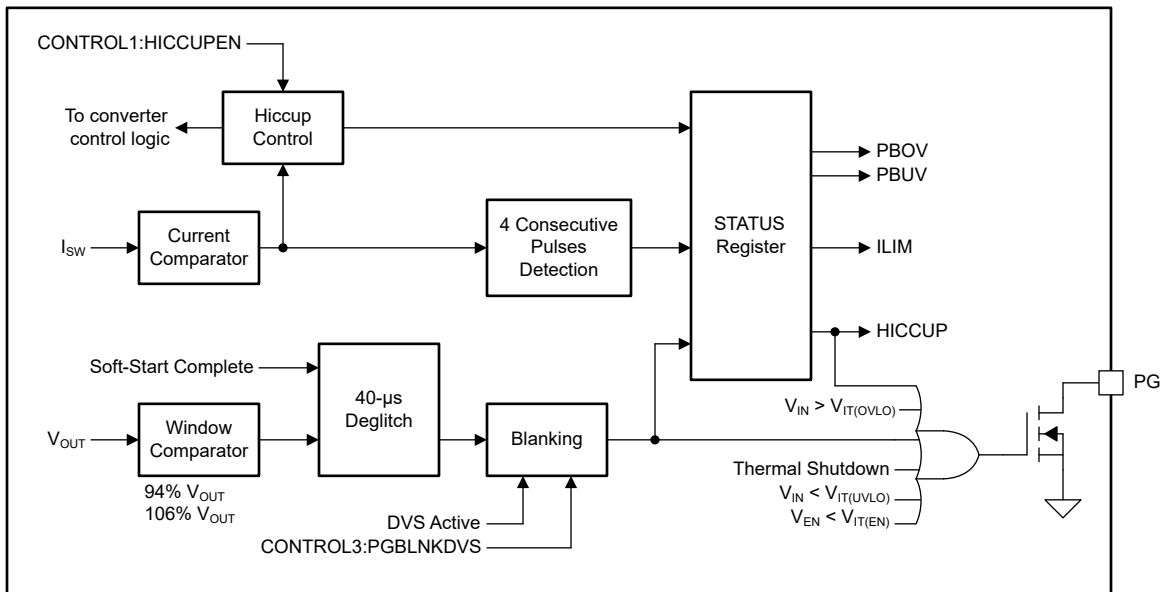 CONTROL1:HICCUPEN
To converter
control logic
Hiccup
Control
PBOV
PBUV
I_SW
Current
Comparator
4 Consecutive
Pulses
Detection
STATUS
Register
ILIM
HICCUP
Soft-Start Complete
40-µs
Deglitch
PG
V_IN > V_IT(OVLO)
V_OUT
Window
Comparator
Blanking
Thermal Shutdown
94% V_OUT
106% V_OUT
V_IN < V_IT(UVLO)
DVS Active
V_EN < V_IT(EN)
CONTROL3:PGBLNKDVS